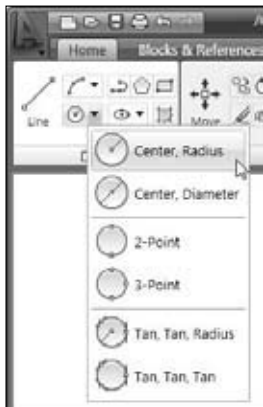 Home Blocks & References
Line
Move
Center, Radius
Center, Diameter
2-Point
3-Point
Tan, Tan, Radius
Tan, Tan, Tan